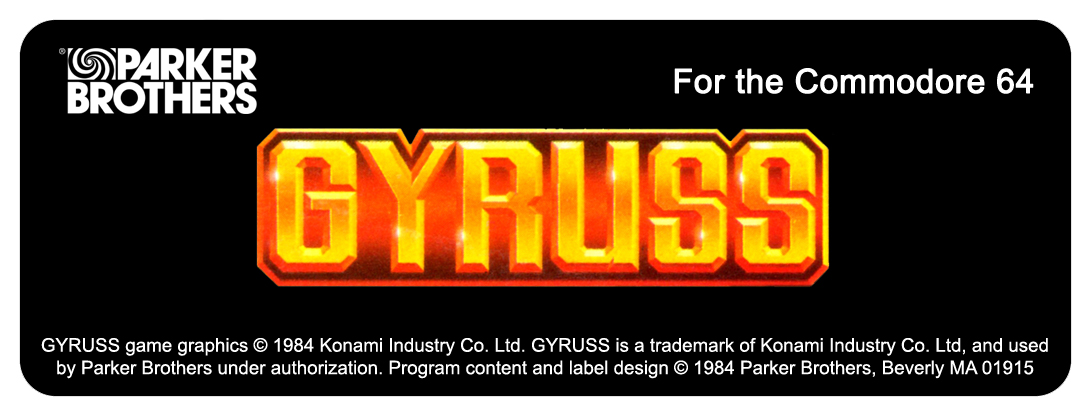 ® PARKER
BROTHERS
For the Commodore 64
GYRUSS
GYRUSS game graphics © 1984 Konami Industry Co. Ltd. GYRUSS is a trademark of Konami Industry Co. Ltd, and used
by Parker Brothers under authorization. Program content and label design © 1984 Parker Brothers, Beverly MA 01915